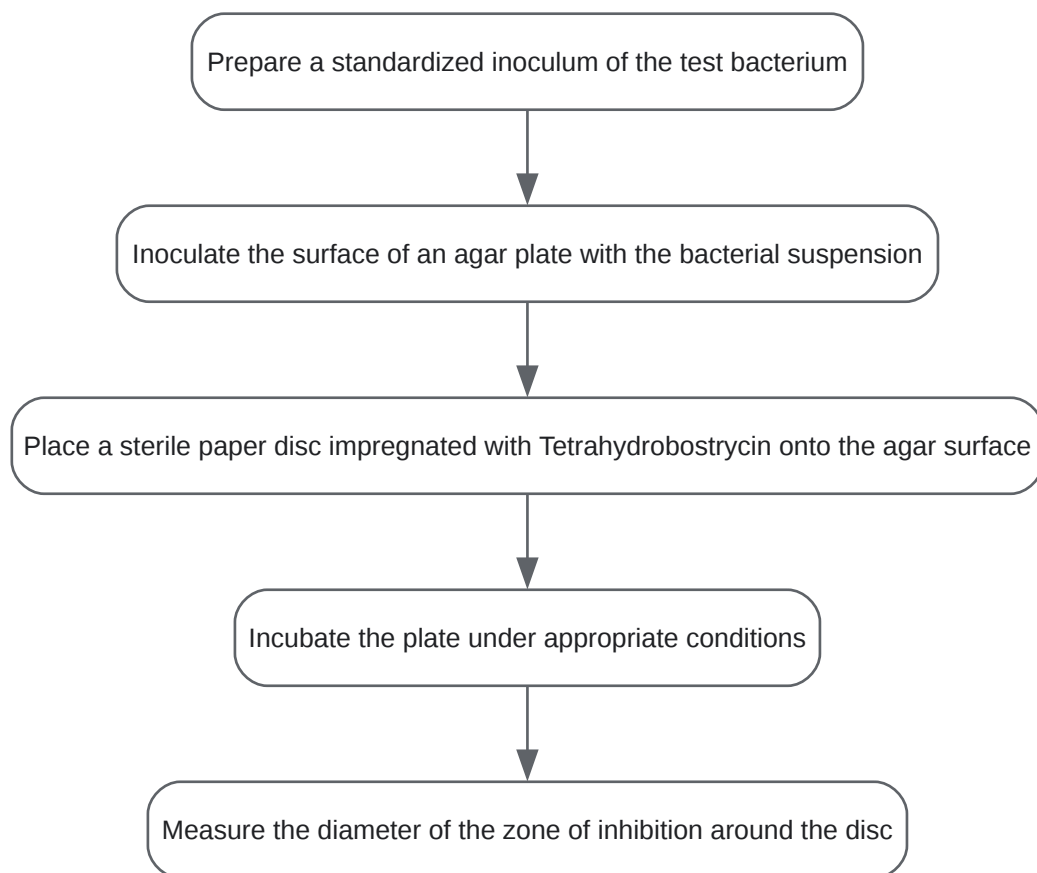 Prepare a standardized inoculum of the test bacterium
Inoculate the surface of an agar plate with the bacterial suspension
Place a sterile paper disc impregnated with Tetrahydrobostrycin onto the agar surface
Incubate the plate under appropriate conditions
Measure the diameter of the zone of inhibition around the disc